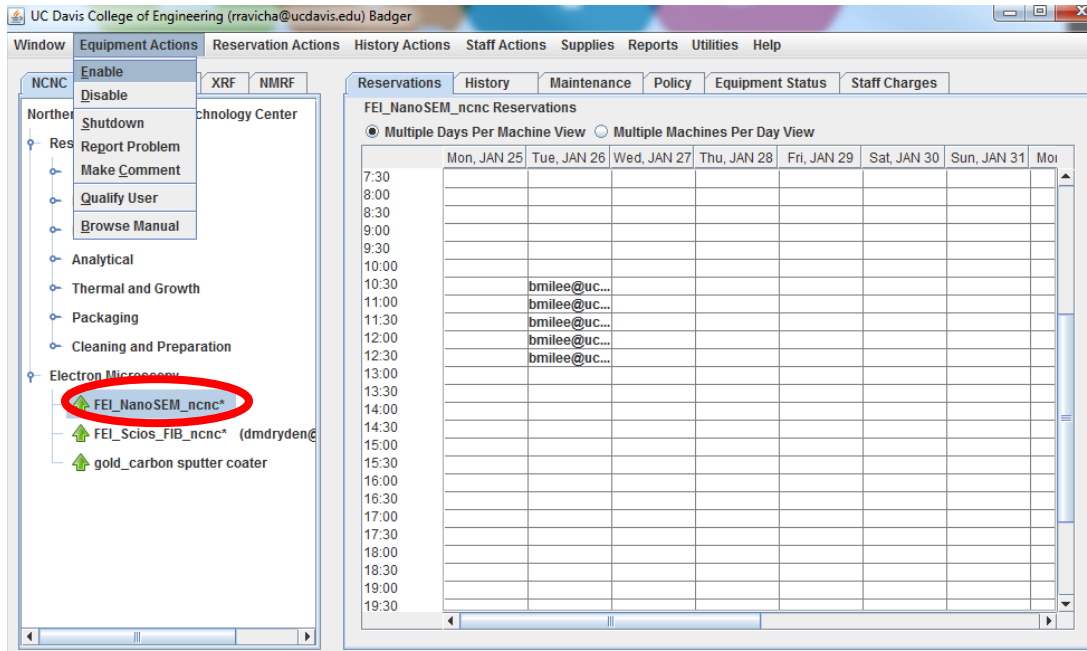 UC Davis College of Engineering (rravicha@ucdavis.edu) Badger
Window Equipment Actions Reservation Actions History Actions Staff Actions Supplies Reports Utilities Help
Enable
Disable
Shutdown
Report Problem
Make Comment
Qualify User
Browse Manual
NCNC XRF NMRF
Norther chnology Center
Res
Analytical
Thermal and Growth
Packaging
Cleaning and Preparation
Electron Microscopy
FEI_NanoSEM_ncnc*
FEI_Scios_FIB_ncnc* (dmdryden@
gold_carbon sputter coater
Reservations History Maintenance Policy Equipment Status Staff Charges
FEI_NanoSEM_ncnc Reservations
Multiple Days Per Machine View Multiple Machines Per Day View
Mon, JAN 25 Tue, JAN 26 Wed, JAN 27 Thu, JAN 28 Fri, JAN 29 Sat, JAN 30 Sun, JAN 31 Mo
7:30
8:00
8:30
9:00
9:30
10:00
10:30 bmilee@uc...
11:00 bmilee@uc...
11:30 bmilee@uc...
12:00 bmilee@uc...
12:30 bmilee@uc...
13:00
13:30
14:00
14:30
15:00
15:30
16:00
16:30
17:00
17:30
18:00
18:30
19:00
19:30